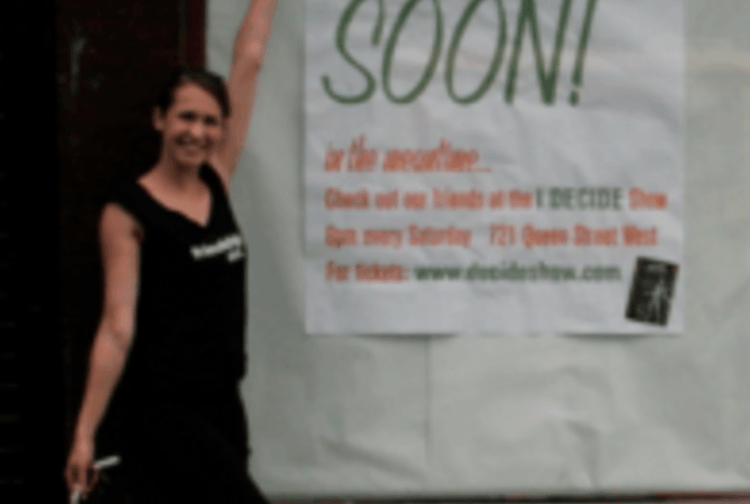 SOON!
in the meantime...
Check out our friends at the I DECIDE Show
8pm every Saturday 721 Queen Street West
For tickets: www.decideshow.com